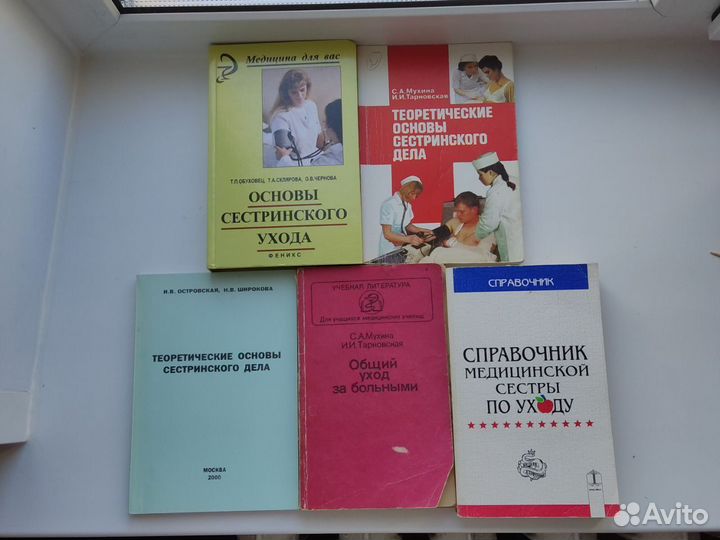 Медицина для вас
Т.П.ОБУХОВЕЦ, Т.А.СКЛЯРОВА, О.В.ЧЕРНОВА
ОСНОВЫ
СЕСТРИНСКОГО
УХОДА
ФЕНИКС
С.А.Мухина
И.И.Тарновская
ТЕОРЕТИЧЕСКИЕ
ОСНОВЫ
СЕСТРИНСКОГО
ДЕЛА
И.В. ОСТРОВСКАЯ, Н.В. ШИРОКОВА
ТЕОРЕТИЧЕСКИЕ ОСНОВЫ
СЕСТРИНСКОГО ДЕЛА
МОСКВА
2000
УЧЕБНАЯ ЛИТЕРАТУРА
Для учащихся медицинских училищ
С.А.Мухина
И.И.Тарновская
Общий
уход
за больными
СПРАВОЧНИК
СПРАВОЧНИК
МЕДИЦИНСКОЙ
СЕСТРЫ
ПО УХОДУ
Avito